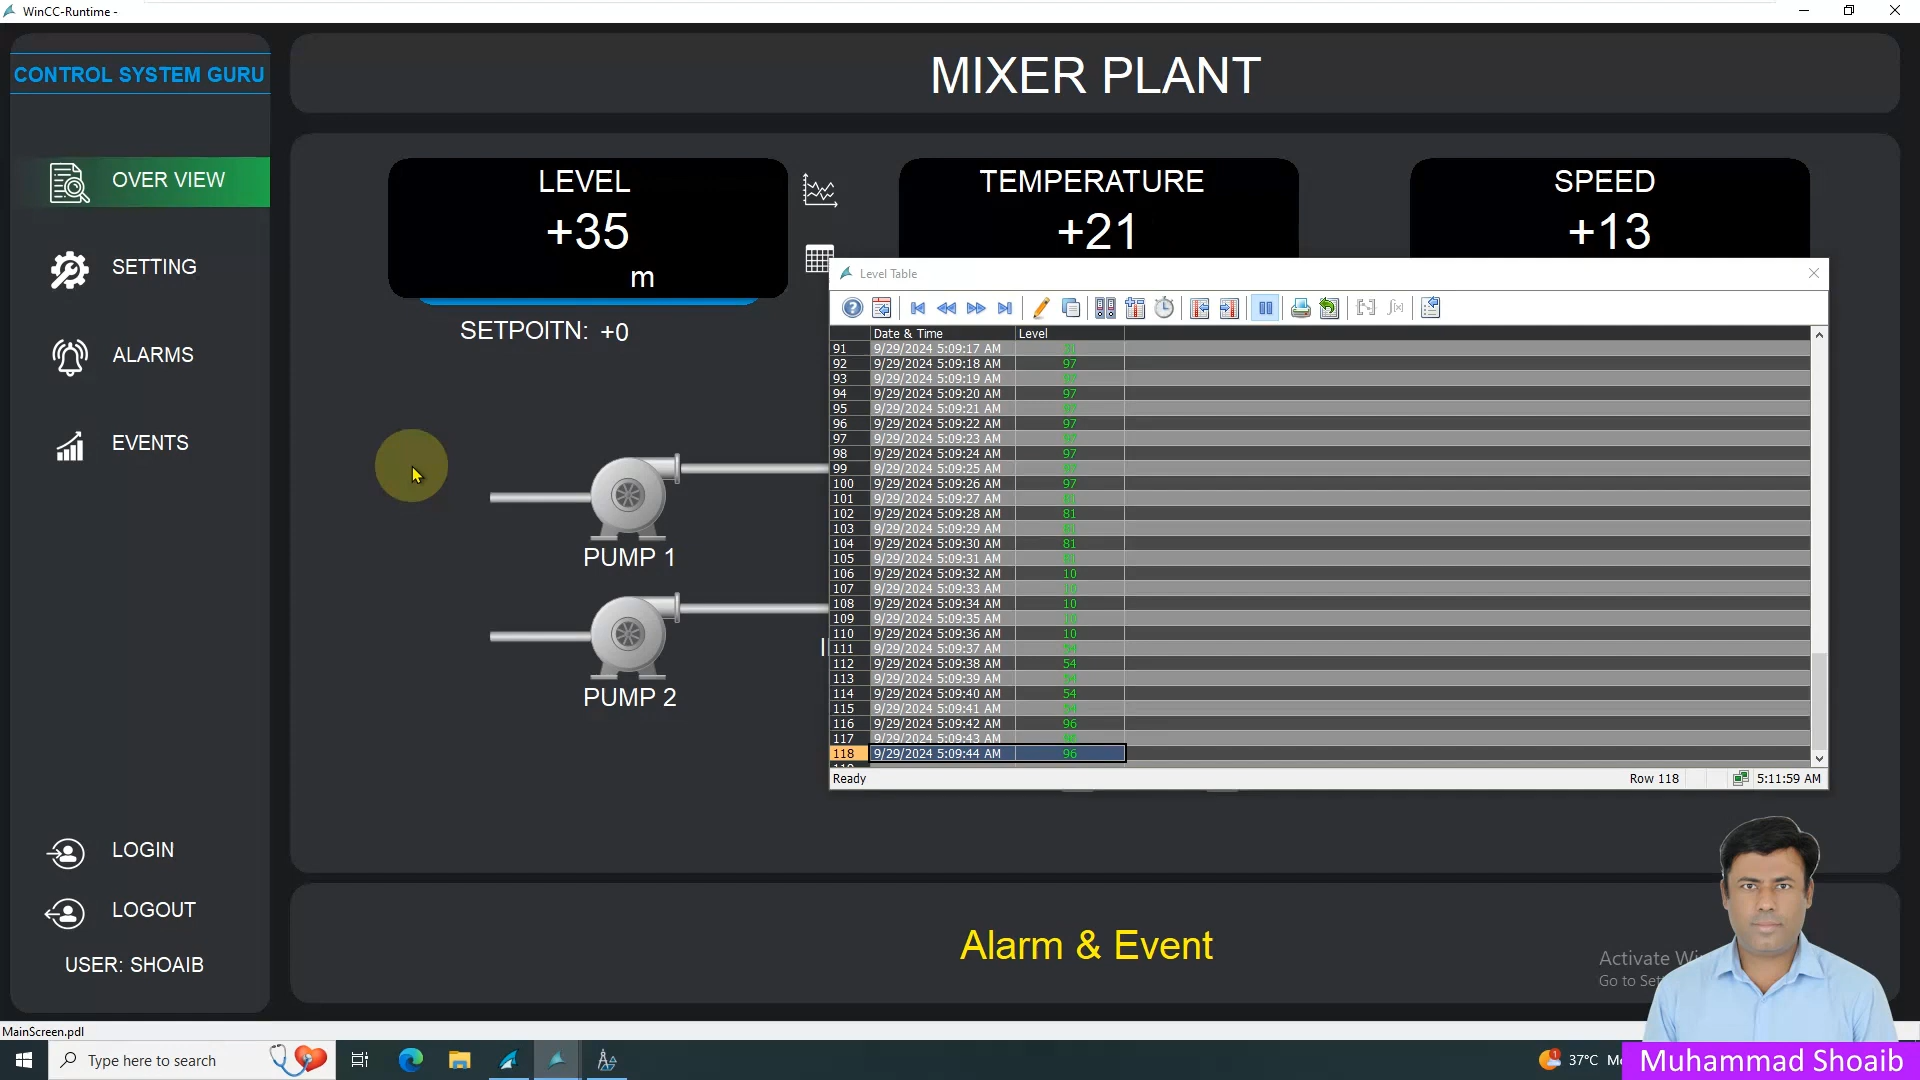 WinCC-Runtime -
CONTROL SYSTEM GURU
OVER VIEW
SETTING
ALARMS
EVENTS
LOGIN
LOGOUT
USER: SHOAIB
MIXER PLANT
LEVEL
+35
m
SETPOITN: +0
TEMPERATURE
+21
SPEED
+13
PUMP 1
PUMP 2
Level Table
Date & Time Level
91 9/29/2024 5:09:17 AM
92 9/29/2024 5:09:18 AM 97
93 9/29/2024 5:09:19 AM
94 9/29/2024 5:09:20 AM 97
95 9/29/2024 5:09:21 AM 97
96 9/29/2024 5:09:22 AM 97
97 9/29/2024 5:09:23 AM 97
98 9/29/2024 5:09:24 AM 97
99 9/29/2024 5:09:25 AM 97
100 9/29/2024 5:09:26 AM 97
101 9/29/2024 5:09:27 AM 81
102 9/29/2024 5:09:28 AM 81
103 9/29/2024 5:09:29 AM 81
104 9/29/2024 5:09:30 AM 81
105 9/29/2024 5:09:31 AM 81
106 9/29/2024 5:09:32 AM 10
107 9/29/2024 5:09:33 AM 10
108 9/29/2024 5:09:34 AM 10
109 9/29/2024 5:09:35 AM 10
110 9/29/2024 5:09:36 AM 10
111 9/29/2024 5:09:37 AM 54
112 9/29/2024 5:09:38 AM 54
113 9/29/2024 5:09:39 AM 54
114 9/29/2024 5:09:40 AM 54
115 9/29/2024 5:09:41 AM 54
116 9/29/2024 5:09:42 AM 96
117 9/29/2024 5:09:43 AM 96
118 9/29/2024 5:09:44 AM 96
Ready Row 118 5:11:59 AM
Alarm & Event
Activate
Go to
MainScreen.pdl
Type here to search
37°C
Muhammad Shoaib